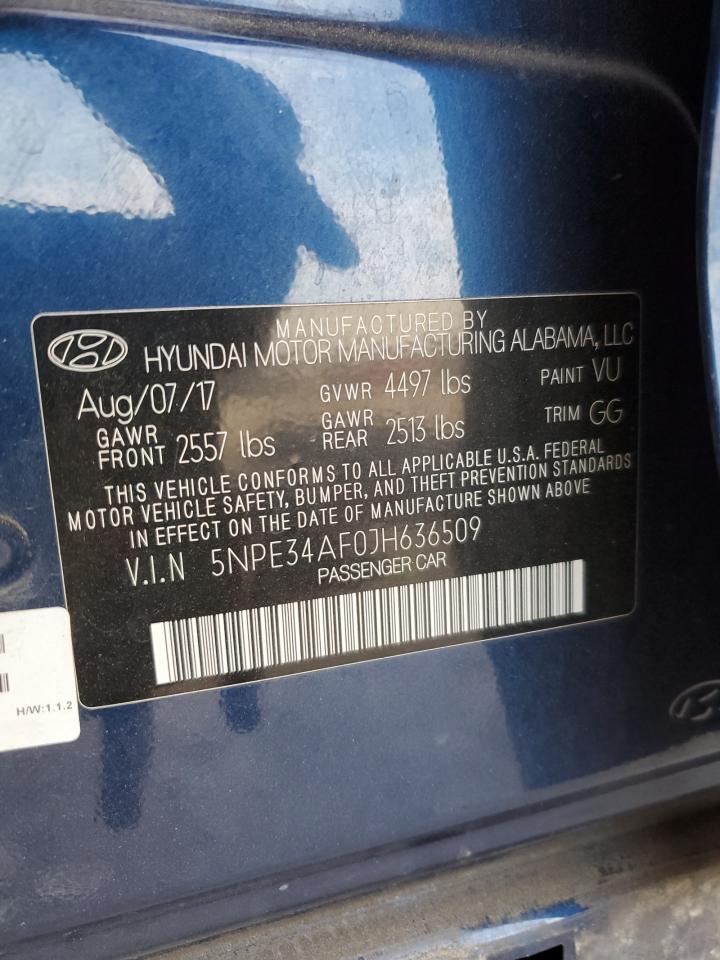 MANUFACTURED BY
HYUNDAI MOTOR MANUFACTURING ALABAMA, LLC
Aug/07/17 GVWR 4497 lbs PAINT VU
GAWR FRONT 2557 lbs GAWR REAR 2513 lbs TRIM GG
THIS VEHICLE CONFORMS TO ALL APPLICABLE U.S.A. FEDERAL
MOTOR VEHICLE SAFETY, BUMPER, AND THEFT PREVENTION STANDARDS
IN EFFECT ON THE DATE OF MANUFACTURE SHOWN ABOVE
V.I.N 5NPE34AF0JH636509
PASSENGER CAR
H/W:1.1.2